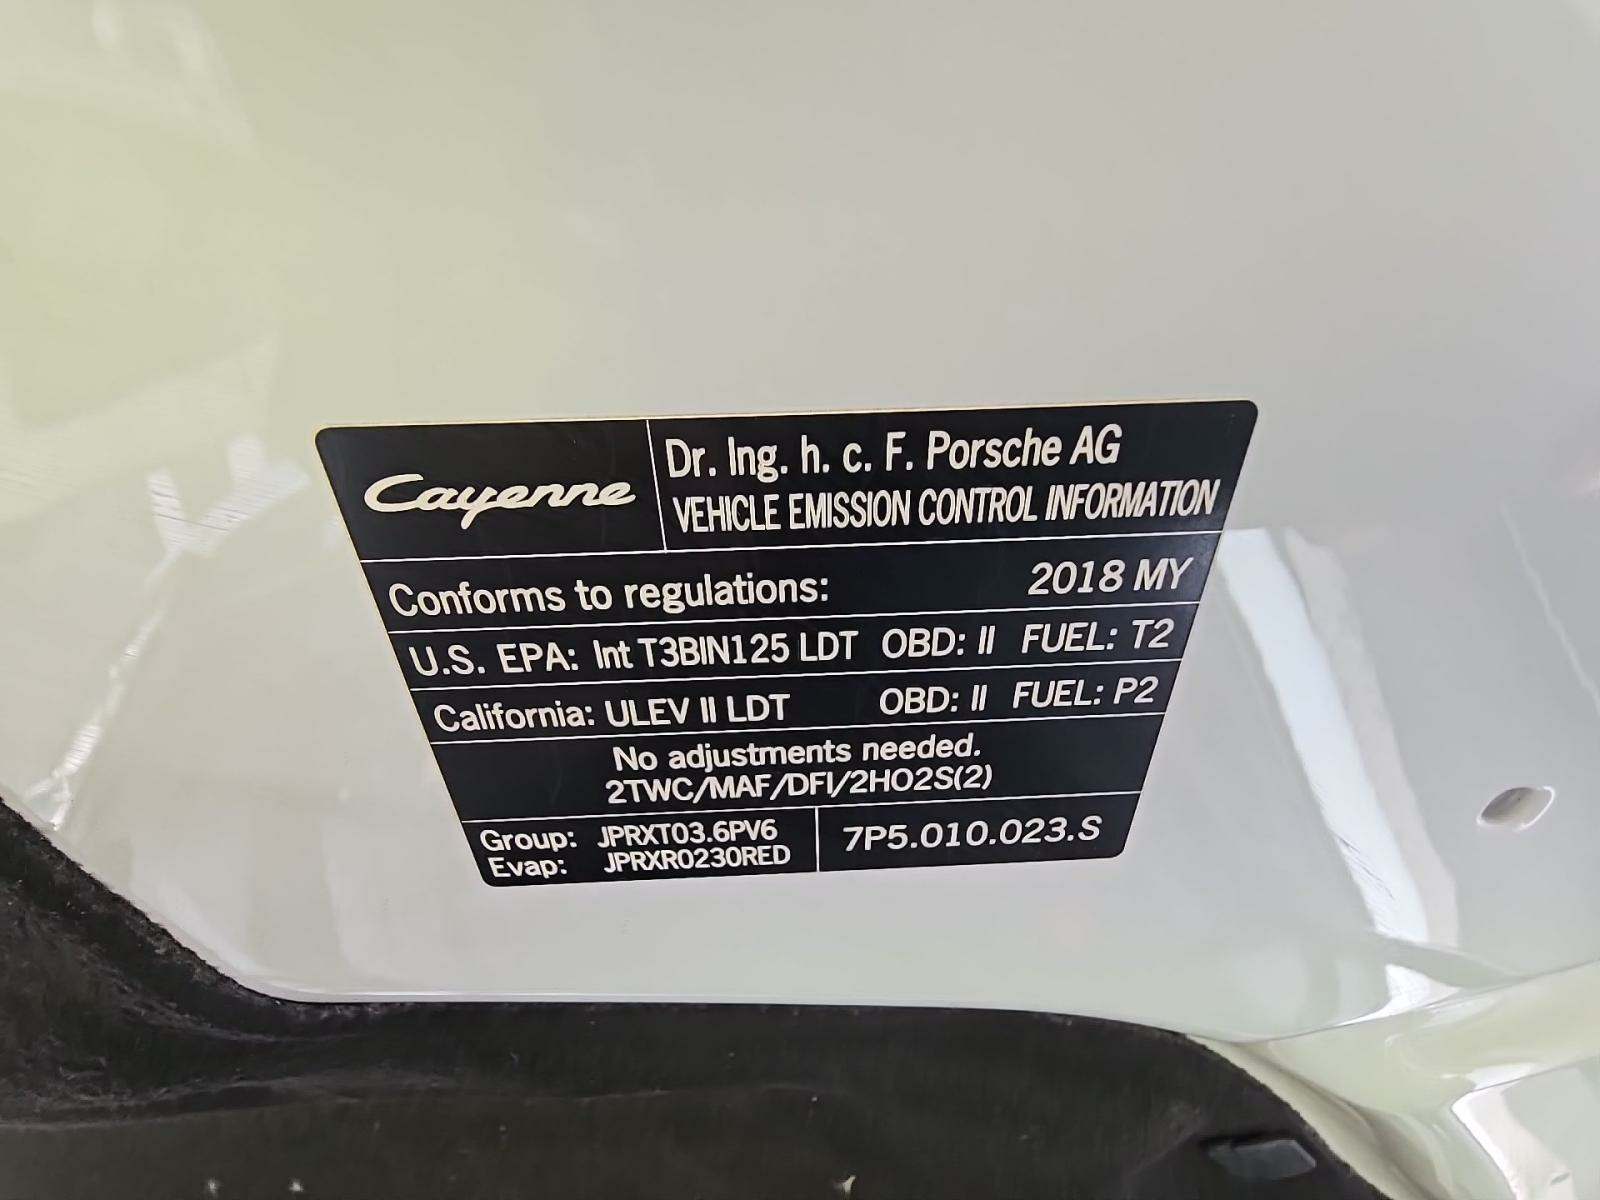 Cayenne
Dr. Ing. h. c. F. Porsche AG
VEHICLE EMISSION CONTROL INFORMATION
Conforms to regulations: 2018 MY
U.S. EPA: Int T3BIN125 LDT OBD: II FUEL: T2
California: ULEV II LDT OBD: II FUEL: P2
No adjustments needed.
2TWC/MAF/DFI/2HO2S(2)
Group: JPRXT03.6PV6
Evap: JPRXR0230RED
7P5.010.023.S